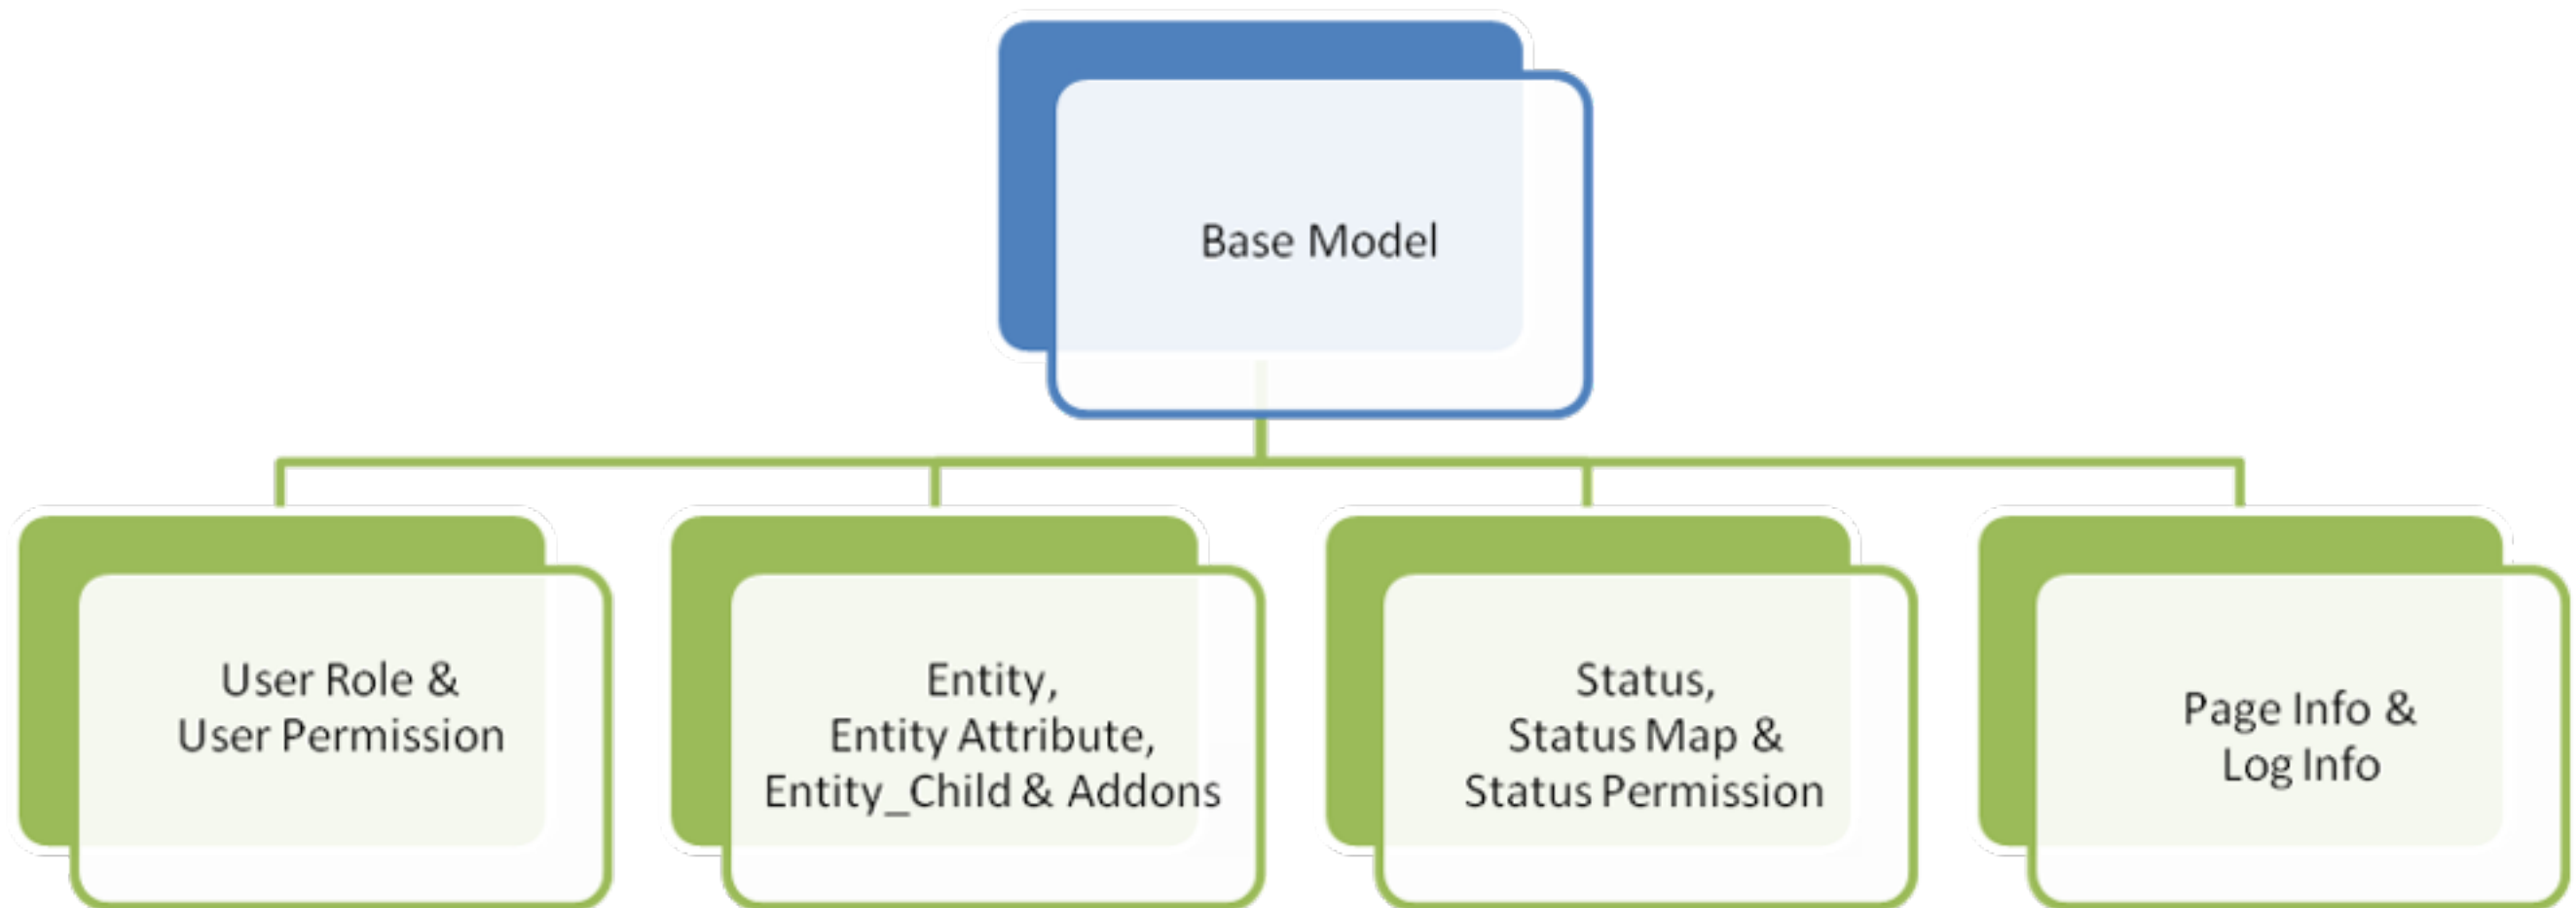 Base Model
User Role &
User Permission
Entity,
Entity Attribute,
Entity_Child & Addons
Status,
Status Map &
Status Permission
Page Info &
Log Info